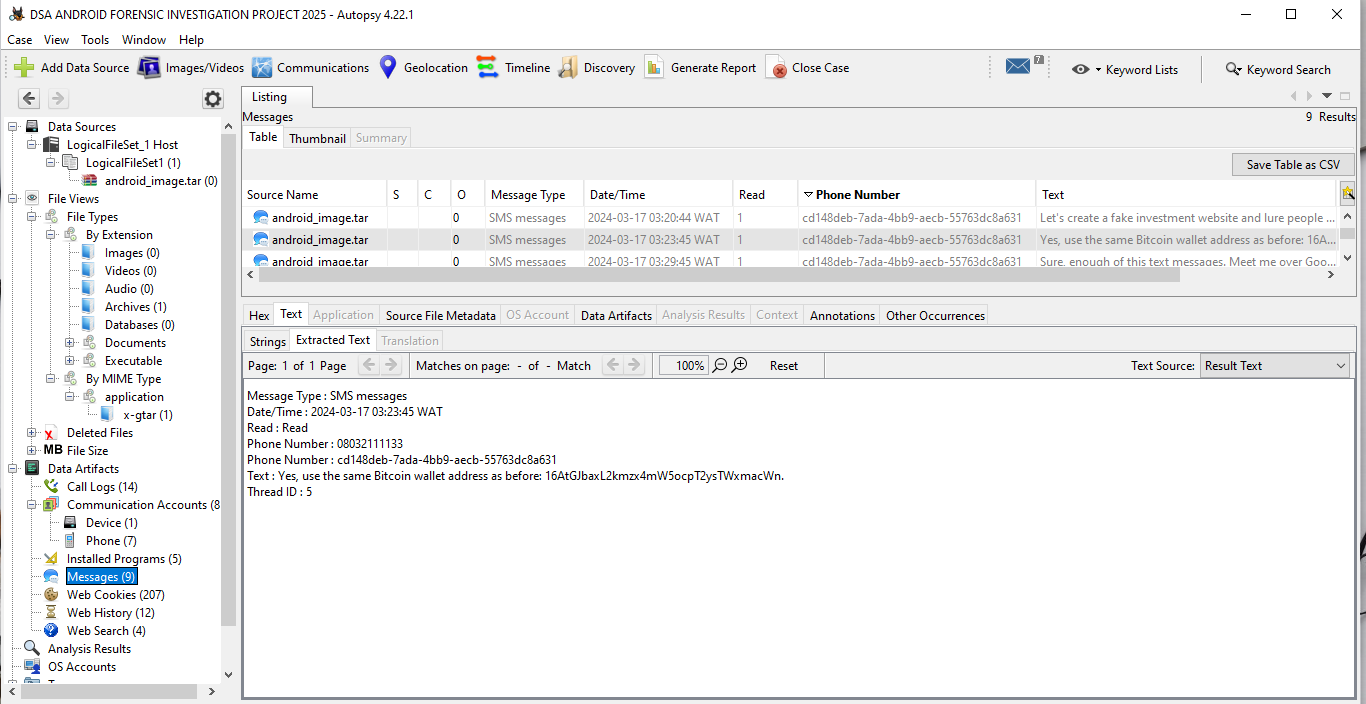 DSA ANDROID FORENSIC INVESTIGATION PROJECT 2025 - Autopsy 4.22.1
Case View Tools Window Help
Add Data Source Images/Videos Communications Geolocation Timeline Discovery Generate Report Close Case 7 Keyword Lists Keyword Search
Listing
Messages 9 Results
Table Thumbnail Summary
Save Table as CSV
Source Name S C O Message Type Date/Time Read Phone Number Text
android_image.tar 0 SMS messages 2024-03-17 03:20:44 WAT 1 cd148deb-7ada-4bb9-aecb-55763dc8a631 Let's create a fake investment website and lure people ...
android_image.tar 0 SMS messages 2024-03-17 03:23:45 WAT 1 cd148deb-7ada-4bb9-aecb-55763dc8a631 Yes, use the same Bitcoin wallet address as before: 16A...
android_image.tar 0 SMS messages 2024-03-17 03:29:45 WAT 1 cd148deb-7ada-4bb9-aecb-55763dc8a631 Sure, enough of this text messages. Meet me over Goo...
Data Sources
LogicalFileSet_1 Host
LogicalFileSet1 (1)
android_image.tar (0)
File Views
File Types
By Extension
Images (0)
Videos (0)
Audio (0)
Archives (1)
Databases (0)
Documents
Executable
By MIME Type
application
x-gtar (1)
Deleted Files
MB File Size
Data Artifacts
Call Logs (14)
Communication Accounts (8
Device (1)
Phone (7)
Installed Programs (5)
Messages (9)
Web Cookies (207)
Web History (12)
Web Search (4)
Analysis Results
OS Accounts
Hex Text Application Source File Metadata OS Account Data Artifacts Analysis Results Context Annotations Other Occurrences
Strings Extracted Text Translation
Page: 1 of 1 Page Matches on page: - of - Match 100% Reset Text Source: Result Text
Message Type : SMS messages
Date/Time : 2024-03-17 03:23:45 WAT
Read : Read
Phone Number : 08032111133
Phone Number : cd148deb-7ada-4bb9-aecb-55763dc8a631
Text : Yes, use the same Bitcoin wallet address as before: 16AtGJbaxL2kmzx4mW5ocpT2ysTWxmacWn.
Thread ID : 5